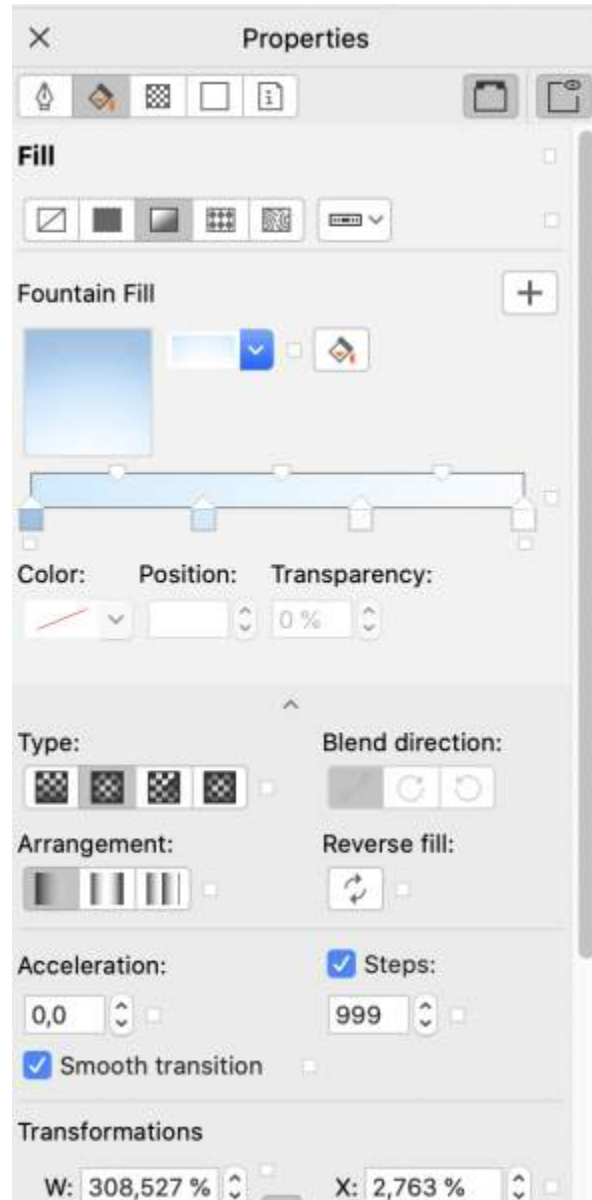 Properties
Fill
Fountain Fill
Color: Position: Transparency:
0 %
Type: Blend direction:
Arrangement: Reverse fill:
Acceleration: Steps:
0,0 999
Smooth transition
Transformations
W: 308,527 % X: 2,763 %